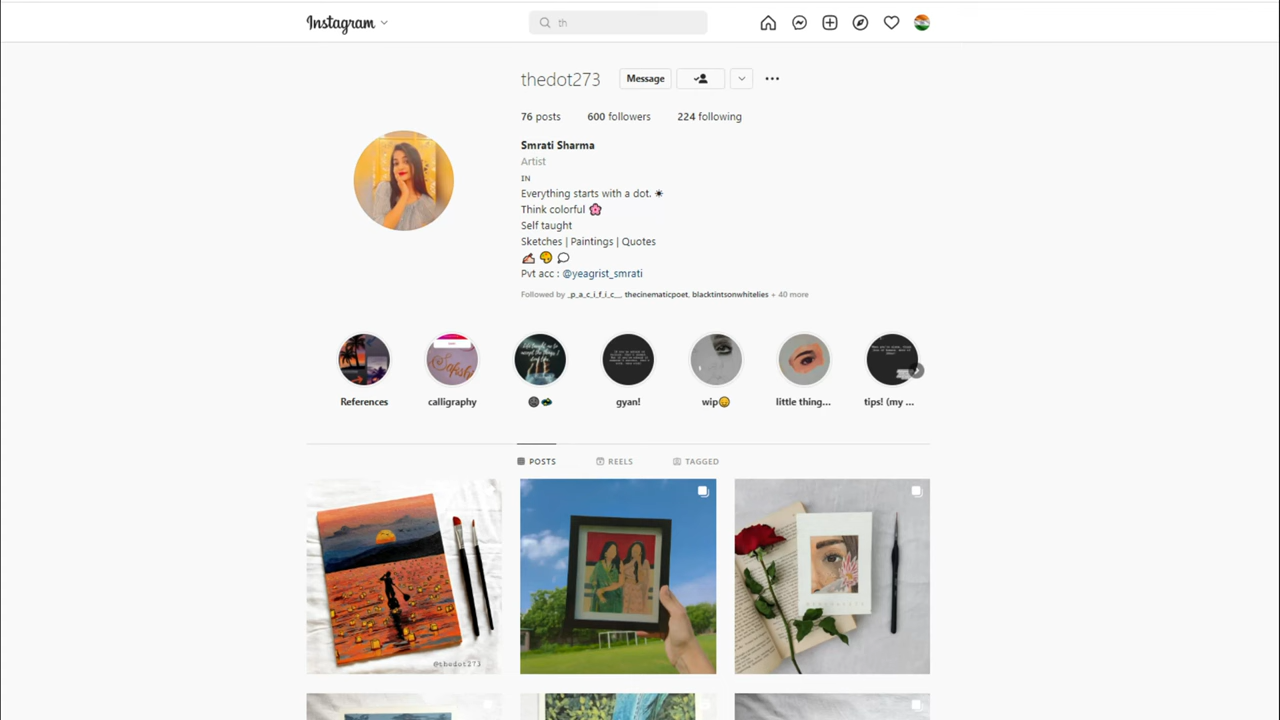 Instagram
th
thedot273
Message
76 posts 600 followers 224 following
Smrati Sharma
Artist
IN
Everything starts with a dot. ☀
Think colorful 🌸
Self taught
Sketches | Paintings | Quotes
✍🎨💭
Pvt acc : @yeagrist_smrati
Followed by _p_a_c_i_f_i_c__, thecinematicpoet, blacktintsonwhitelies + 40 more
References calligraphy gyan! wip😖 little thing... tips! (my ...
POSTS REELS TAGGED
@thedot273